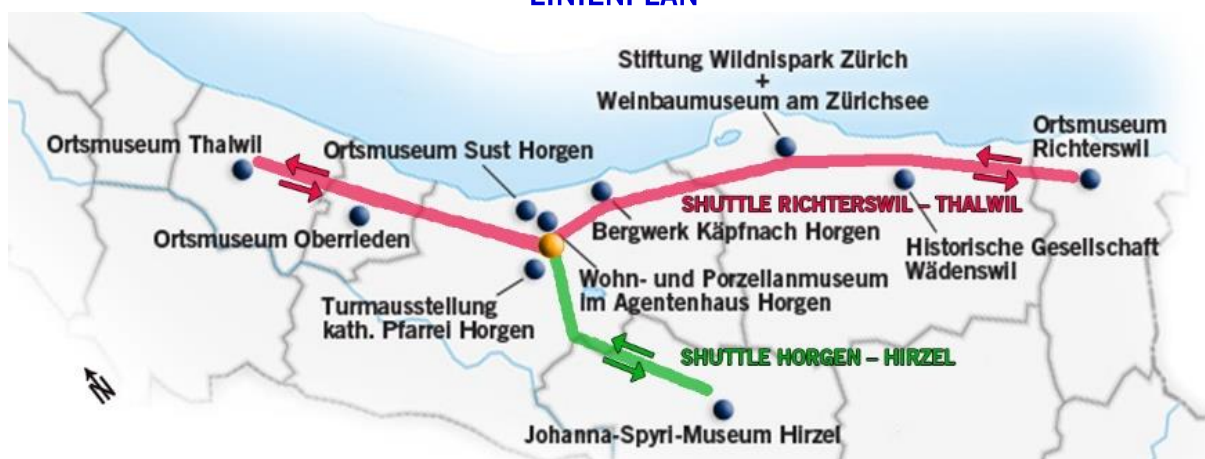 LINIENPLAN
Stiftung Wildnispark Zürich
+
Weinbaumuseum am Zürichsee
Ortsmuseum
Richterswil
Ortsmuseum Thalwil
Ortsmuseum Sust Horgen
SHUTTLE RICHTERSWIL – THALWIL
Ortsmuseum Oberrieden
Bergwerk Käpfnach Horgen
Historische Gesellschaft
Wädenswil
Wohn- und Porzellanmuseum
im Agentenhaus Horgen
Turmausstellung
kath. Pfarrei Horgen
SHUTTLE HORGEN – HIRZEL
N
Johanna-Spyri-Museum Hirzel